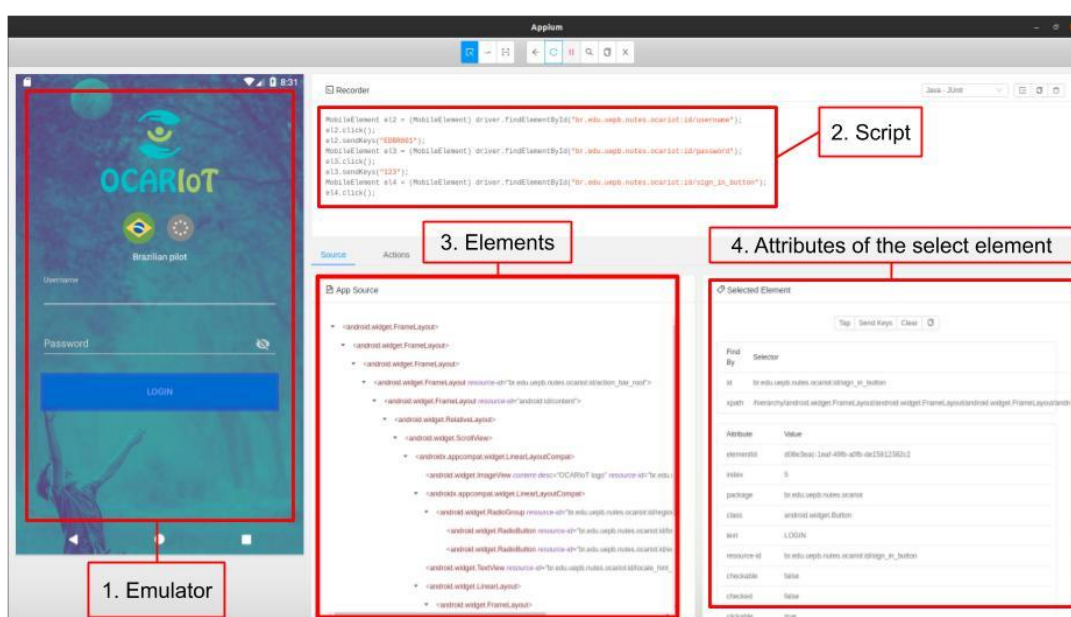 Appium
8:31
OCARIoT
Brazilian pilot
Username
Password
LOGIN
1. Emulator
Recorder
Java - JUnit
MobileElement el2 = (MobileElement) driver.findElementById("br.edu.uepb.nutes.ocariot:id/username");
el2.click();
el2.sendKeys("EDBR001");
MobileElement el3 = (MobileElement) driver.findElementById("br.edu.uepb.nutes.ocariot:id/password");
el3.click();
el3.sendKeys("123");
MobileElement el4 = (MobileElement) driver.findElementById("br.edu.uepb.nutes.ocariot:id/sign_in_button");
el4.click();
2. Script
Source Actions
3. Elements
App Source
<android.widget.FrameLayout>
<android.widget.FrameLayout>
<android.widget.FrameLayout>
<android.widget.FrameLayout resource-id="br.edu.uepb.nutes.ocariot:id/action_bar_root">
<android.widget.FrameLayout resource-id="android:id/content">
<android.widget.RelativeLayout>
<android.widget.ScrollView>
<androidx.appcompat.widget.LinearLayoutCompat>
<android.widget.ImageView content-desc="OCARIoT logo" resource-id="br.edu.u
<androidx.appcompat.widget.LinearLayoutCompat>
<android.widget.RadioGroup resource-id="br.edu.uepb.nutes.ocariot:id/region
<android.widget.RadioButton resource-id="br.edu.uepb.nutes.ocariot:id/
<android.widget.RadioButton resource-id="br.edu.uepb.nutes.ocariot:id/
<android.widget.TextView resource-id="br.edu.uepb.nutes.ocariot:id/locale_hint_
<android.widget.LinearLayout>
<android.widget.FrameLayout>
4. Attributes of the select element
Selected Element
Tap Send Keys Clear
Find By Selector
id br.edu.uepb.nutes.ocariot:id/sign_in_button
xpath /hierarchy/android.widget.FrameLayout/android.widget.FrameLayout/android.widget.FrameLayout/andr
Attribute Value
elementId
index 5
package br.edu.uepb.nutes.ocariot
class android.widget.Button
text LOGIN
resource-id br.edu.uepb.nutes.ocariot:id/sign_in_button
checkable false
checked false
clickable true